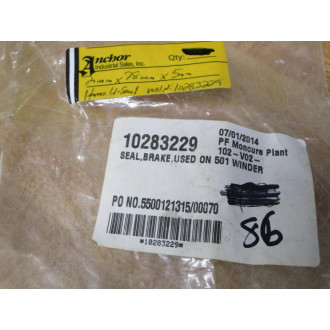 Anchor
Industrial Sales, Inc.
Qty:
10283229
07/01/2014
PF Moncure Plant
102-V02-
SEAL,BRAKE,USED ON 501 WINDER
PO NO.5500121315/00070
86
*10283229*